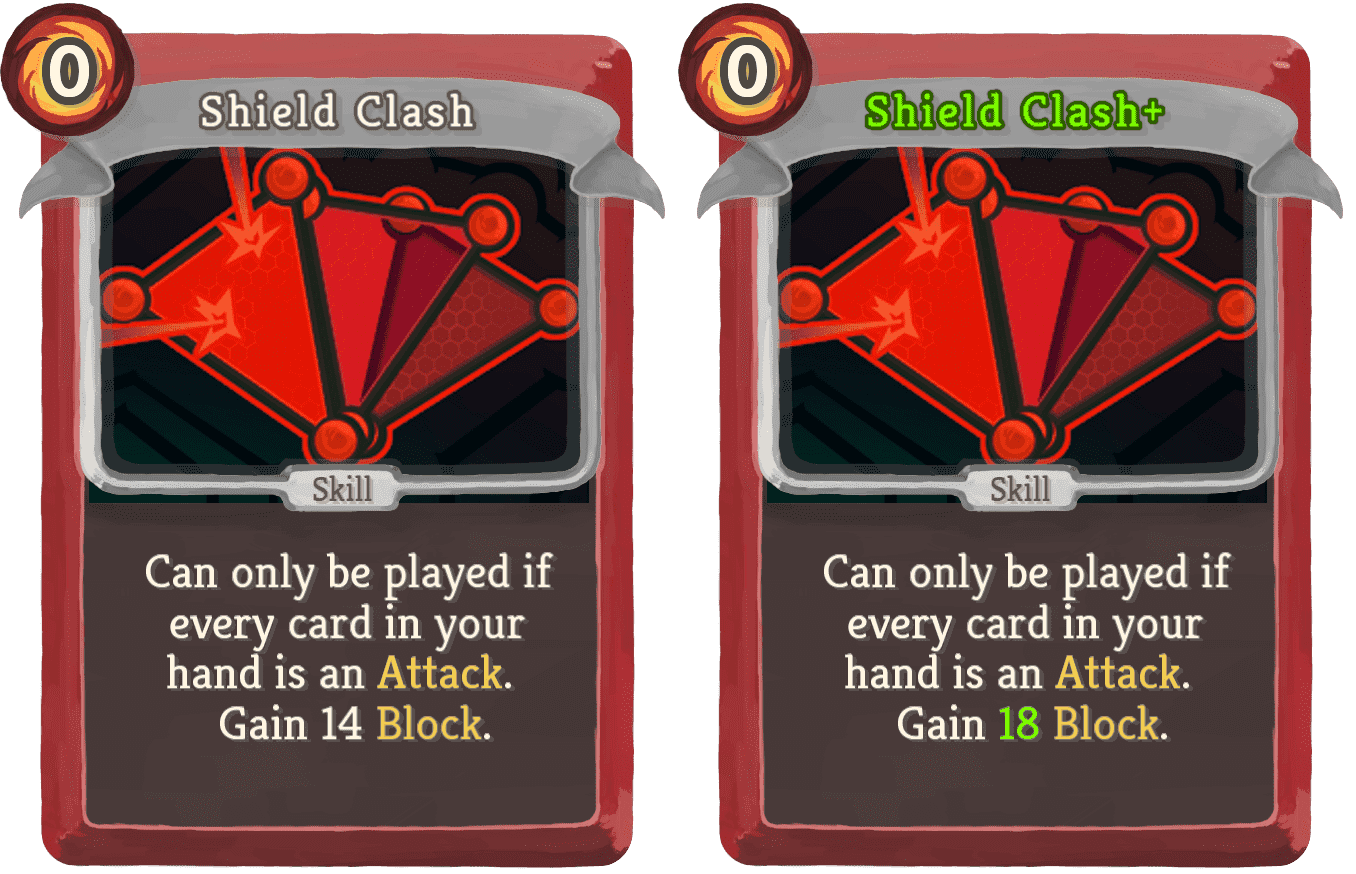 0
Shield Clash
Skill
Can only be played if
every card in your
hand is an Attack.
Gain 14 Block.
0
Shield Clash+
Skill
Can only be played if
every card in your
hand is an Attack.
Gain 18 Block.